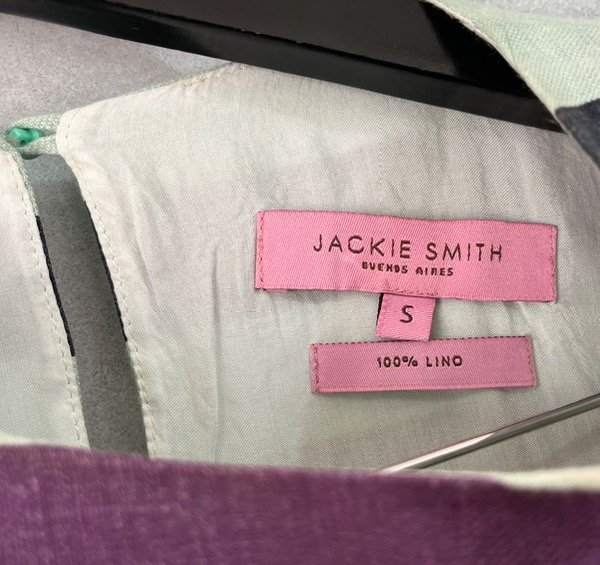 JACKIE SMITH
BUENOS AIRES
S
100% LINO